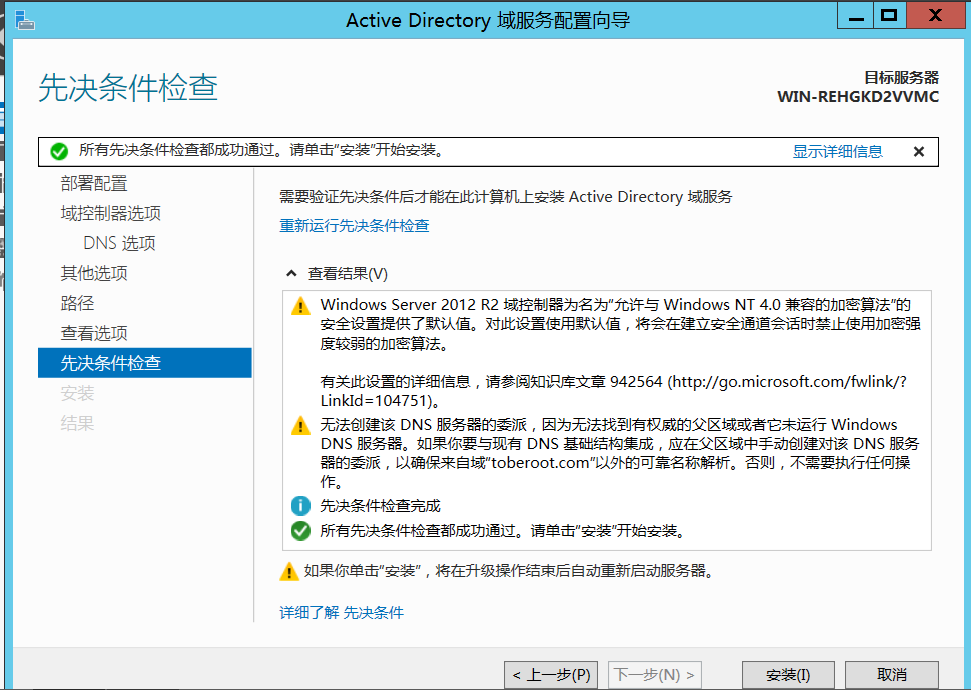 Active Directory 域服务配置向导
先决条件检查
目标服务器
WIN-REHGKD2VVMC
所有先决条件检查都成功通过。请单击"安装"开始安装。
显示详细信息
部署配置
域控制器选项
DNS 选项
其他选项
路径
查看选项
先决条件检查
安装
结果
需要验证先决条件后才能在此计算机上安装 Active Directory 域服务
重新运行先决条件检查
查看结果(V)
Windows Server 2012 R2 域控制器为名为"允许与 Windows NT 4.0 兼容的加密算法"的
安全设置提供了默认值。对此设置使用默认值，将会在建立安全通道会话时禁止使用加密强
度较弱的加密算法。
有关此设置的详细信息，请参阅知识库文章 942564 (http://go.microsoft.com/fwlink/?
LinkId=104751)。
无法创建该 DNS 服务器的委派，因为无法找到有权威的父区域或者它未运行 Windows
DNS 服务器。如果你要与现有 DNS 基础结构集成，应在父区域中手动创建对该 DNS 服务
器的委派，以确保来自域"toberoot.com"以外的可靠名称解析。否则，不需要执行任何操
作。
先决条件检查完成
所有先决条件检查都成功通过。请单击"安装"开始安装。
如果你单击"安装"，将在升级操作结束后自动重新启动服务器。
详细了解 先决条件
< 上一步(P)
下一步(N) >
安装(I)
取消